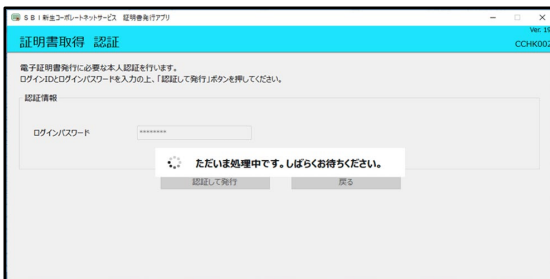 SBI新生コーポレートネットサービス 証明書発行アプリ
Ver. 19
証明書取得 認証
CCHK002
電子証明書発行に必要な本人認証を行います。
ログインIDとログインパスワードを入力の上、「認証して発行」ボタンを押してください。
認証情報
ログインパスワード ********
ただいま処理中です。しばらくお待ちください。
認証して発行 戻る